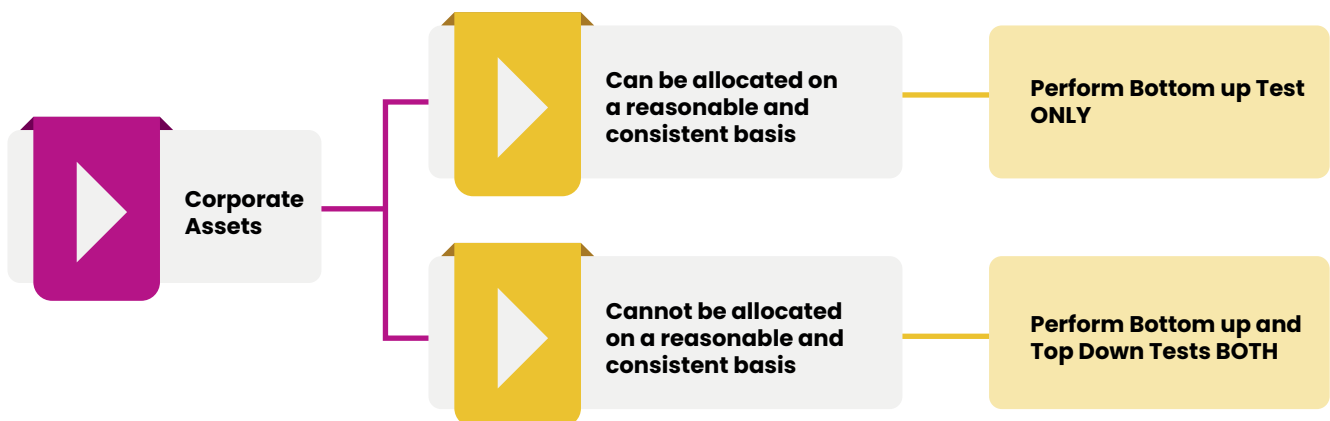 Corporate
Assets
Can be allocated on
a reasonable and
consistent basis
Perform Bottom up Test
ONLY
Cannot be allocated
on a reasonable and
consistent basis
Perform Bottom up and
Top Down Tests BOTH